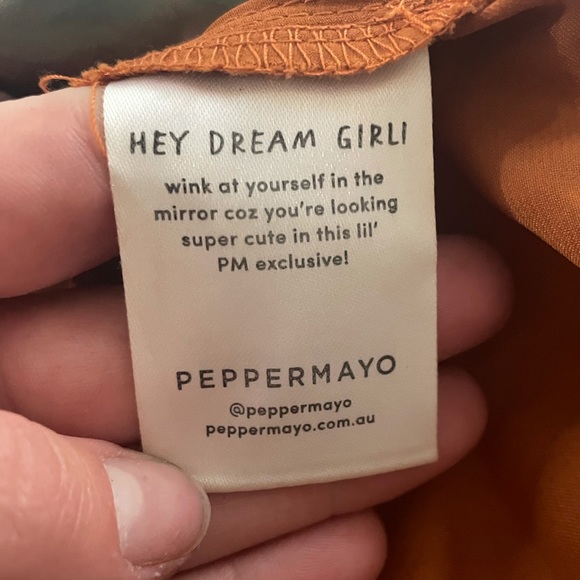 HEY DREAM GIRL!
wink at yourself in the
mirror coz you're looking
super cute in this lil'
PM exclusive!
PEPPERMAYO
@peppermayo
peppermayo.com.au